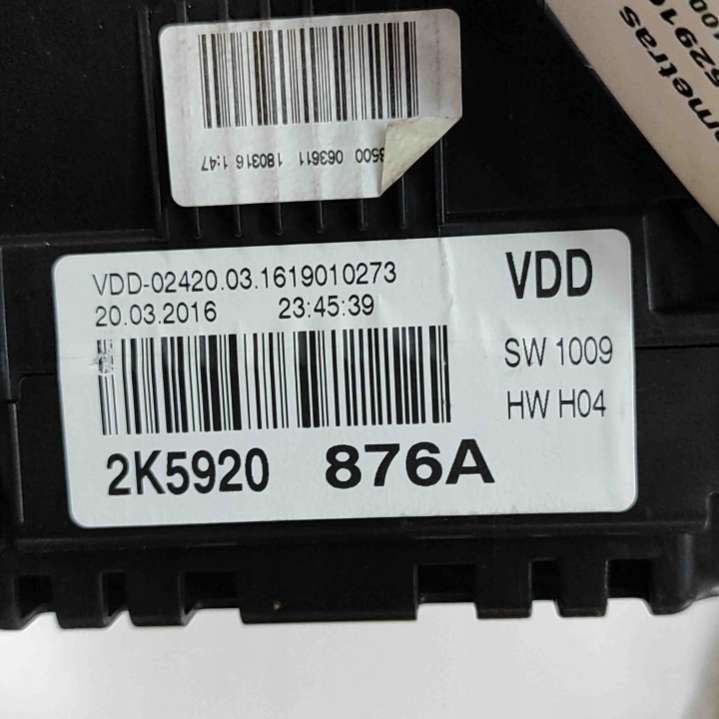 063611 180316 1:47
VDD-02420.03.1619010273
20.03.2016 23:45:39
VDD
SW 1009
HW H04
2K5920 876A